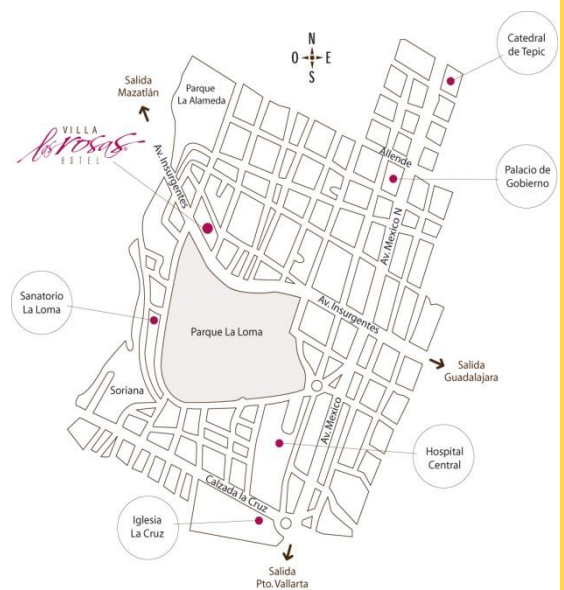 Catedral
de Tepic
N
O E
S
Salida
Mazatlán
Parque
La Alameda
VILLA
las rosas
HOTEL
Av. Insurgentes
Allende
Palacio de
Gobierno
Av. Mexico N
Sanatorio
La Loma
Parque La Loma
Av. Insurgentes
Salida
Guadalajara
Soriana
Av. Mexico
Hospital
Central
Calzada la Cruz
Iglesia
La Cruz
Salida
Pto. Vallarta